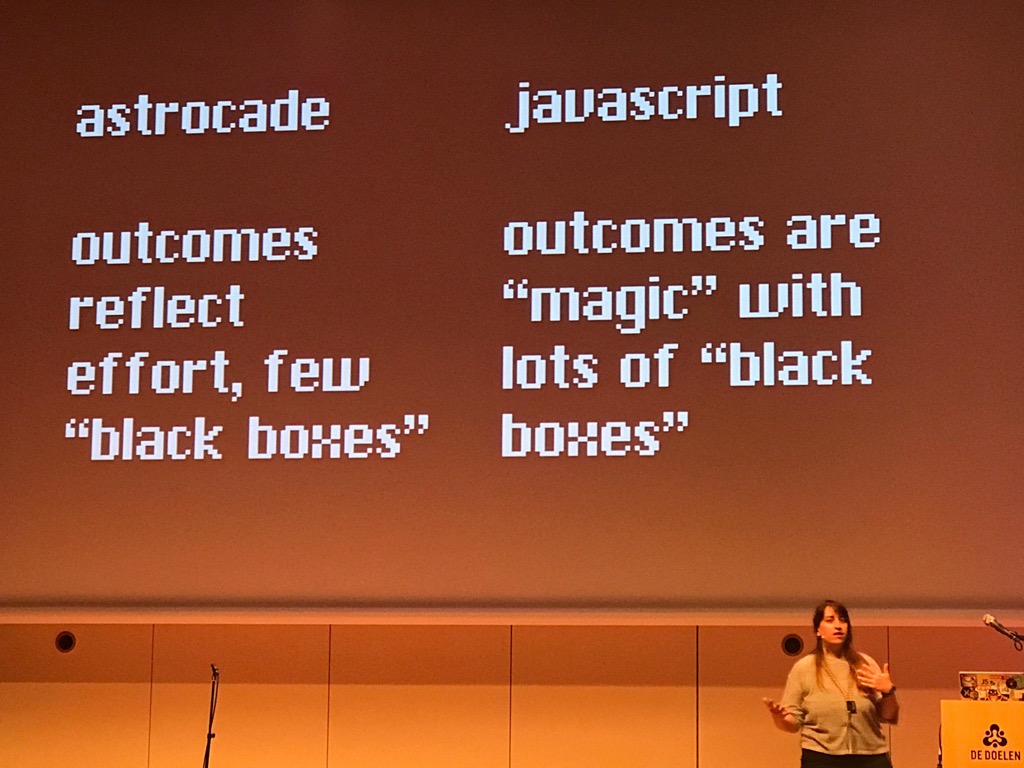 astrocade
outcomes
reflect
effort, few
“black boxes”
javascript
outcomes are
“magic” with
lots of “black
boxes”
DE DOELEN